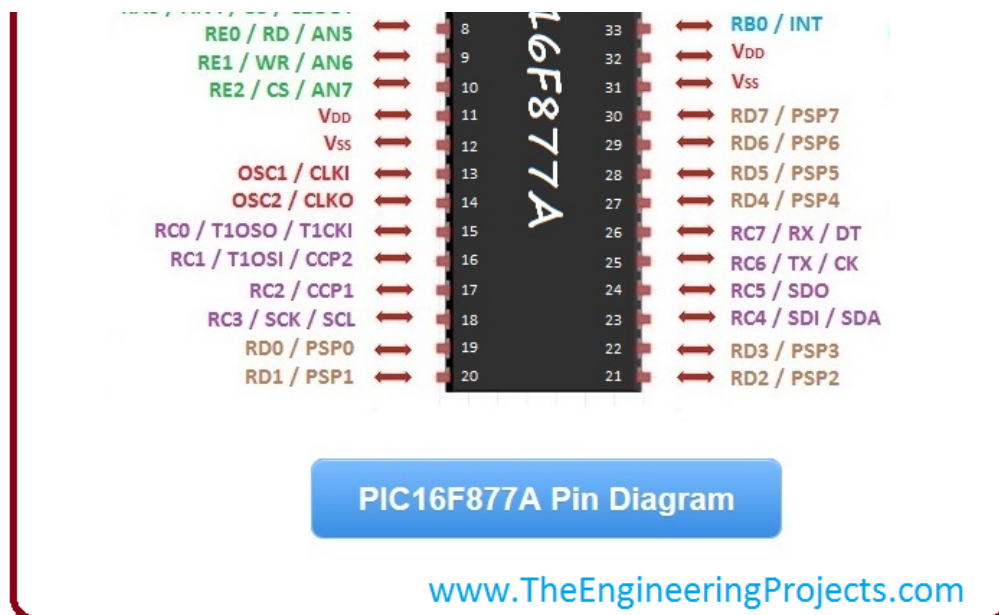 RE0 / RD / AN5 8 33 RB0 / INT
RE1 / WR / AN6 9 32 VDD
RE2 / CS / AN7 10 31 Vss
VDD 11 30 RD7 / PSP7
Vss 12 29 RD6 / PSP6
OSC1 / CLKI 13 28 RD5 / PSP5
OSC2 / CLKO 14 27 RD4 / PSP4
RC0 / T1OSO / T1CKI 15 26 RC7 / RX / DT
RC1 / T1OSI / CCP2 16 25 RC6 / TX / CK
RC2 / CCP1 17 24 RC5 / SDO
RC3 / SCK / SCL 18 23 RC4 / SDI / SDA
RD0 / PSP0 19 22 RD3 / PSP3
RD1 / PSP1 20 21 RD2 / PSP2
16F877A
PIC16F877A Pin Diagram
www.TheEngineeringProjects.com